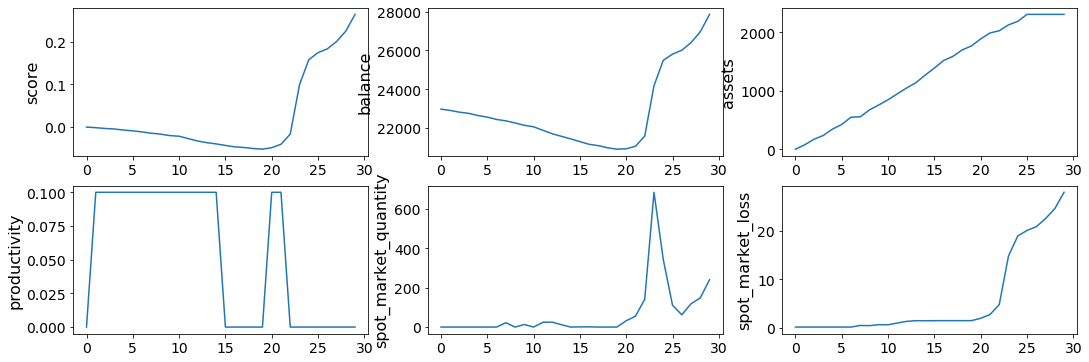 score
0.2
0.1
0.0
0 5 10 15 20 25 30
balance
28000
26000
24000
22000
0 5 10 15 20 25 30
assets
2000
1000
0
0 5 10 15 20 25 30
productivity
0.100
0.075
0.050
0.025
0.000
0 5 10 15 20 25 30
spot_market_quantity
600
400
200
0
0 5 10 15 20 25 30
spot_market_loss
20
10
0
0 5 10 15 20 25 30